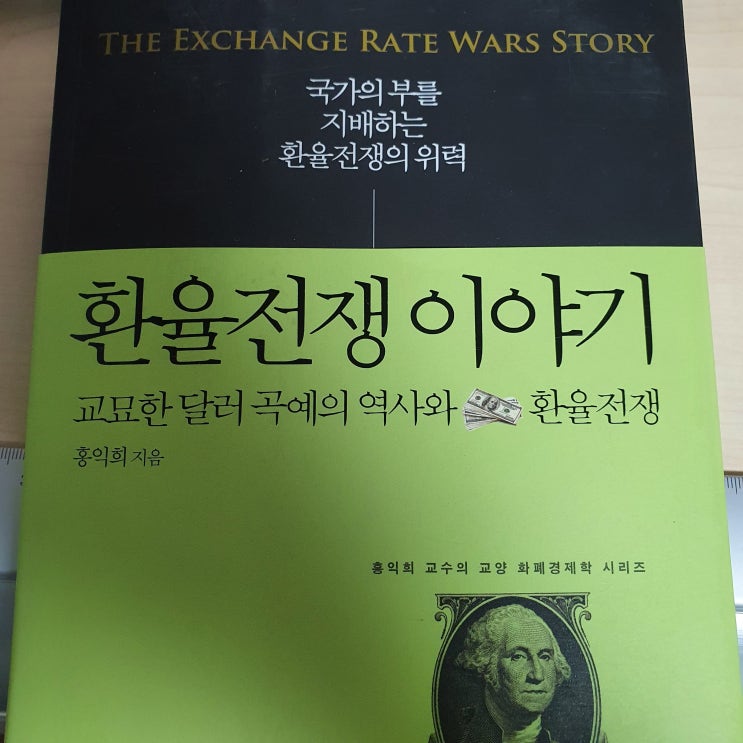 THE EXCHANGE RATE WARS STORY
국가의 부를
지배하는
환율전쟁의 위력
환율전쟁 이야기
교묘한 달러 곡예의 역사와 환율전쟁
홍익희 지음
홍익희 교수의 교양 화폐경제학 시리즈